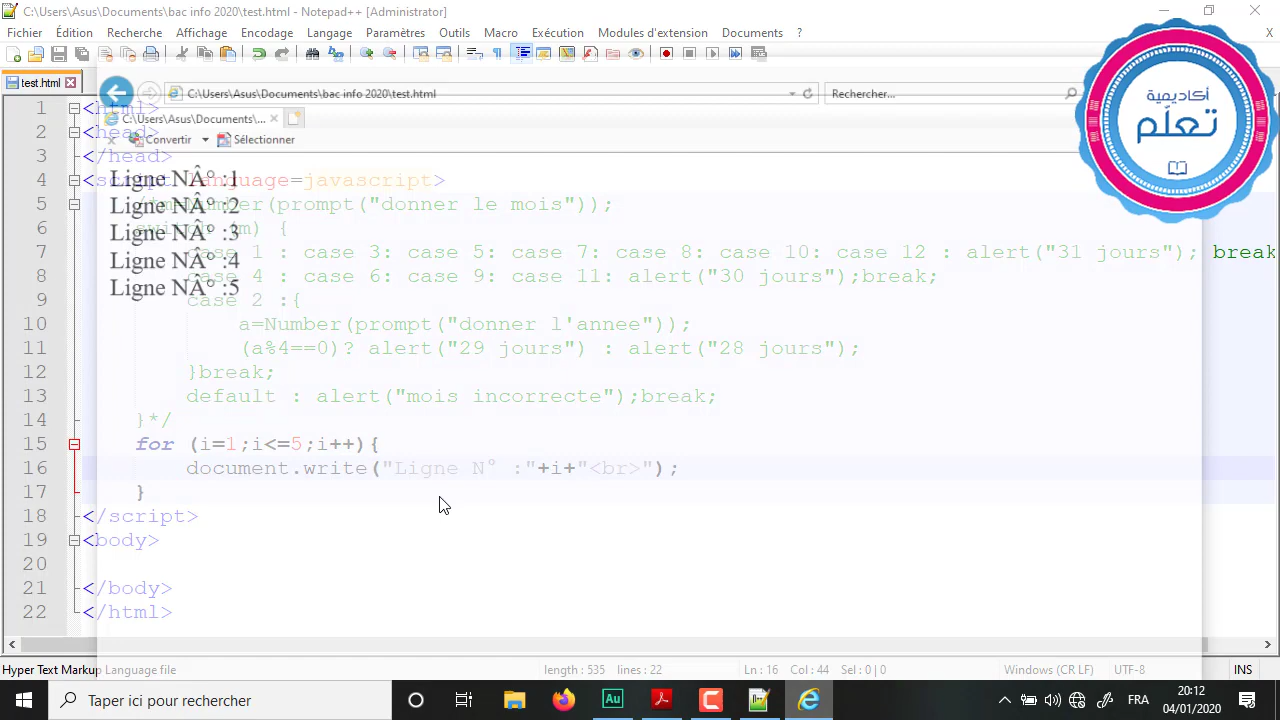 C:\Users\Asus\Documents\bac info 2020\test.html - Notepad++ [Administrator]
Fichier Édition Recherche Affichage Encodage Langage Paramètres Outils Macro Exécution Modules d'extension Documents ? X
test.html
C:\Users\Asus\Documents\bac info 2020\test.html
Rechercher...
C:\Users\Asus\Documents\...
Convertir Sélectionner
أكاديمية
تعلّم
Ligne NÂ° :1
Ligne NÂ° :2
Ligne NÂ° :3
Ligne NÂ° :4
Ligne NÂ° :5
1 <html>
2 <head>
3 </head>
4 <script language=javascript>
5 /*m=Number(prompt("donner le mois"));
6 switch (m) {
7 case 1 : case 3: case 5: case 7: case 8: case 10: case 12 : alert("31 jours"); break
8 case 4 : case 6: case 9: case 11: alert("30 jours");break;
9 case 2 :{
10 a=Number(prompt("donner l'annee"));
11 (a%4==0)? alert("29 jours") : alert("28 jours");
12 }break;
13 default : alert("mois incorrecte");break;
14 }*/
15 for (i=1;i<=5;i++){
16 document.write("Ligne N° :"+i+"<br>");
17 }
18 </script>
19 <body>
20
21 </body>
22 </html>
Hyper Text Markup Language file length : 535 lines : 22 Ln : 16 Col : 44 Sel : 0 | 0 Windows (CR LF) UTF-8 INS
Taper ici pour rechercher
Au
FRA
20:12
04/01/2020